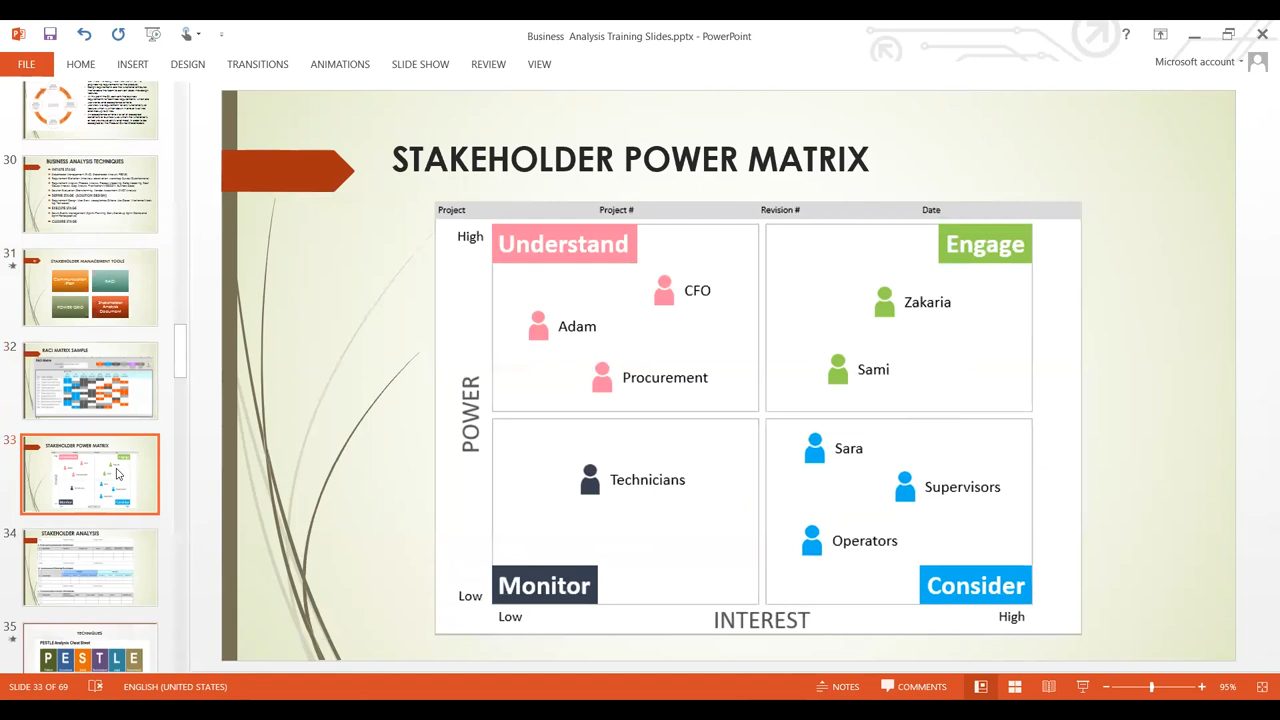 Business Analysis Training Slides.pptx - PowerPoint
?
FILE HOME INSERT DESIGN TRANSITIONS ANIMATIONS SLIDE SHOW REVIEW VIEW
Microsoft account
30
BUSINESS ANALYSIS TECHNIQUES
31
STAKEHOLDER MANAGEMENT TOOLS
RACI
POWER GRID
Stakeholder Analysis Document
32
RACI MATRIX SAMPLE
33
STAKEHOLDER POWER MATRIX
34
STAKEHOLDER ANALYSIS
35
TECHNIQUES
PESTLE Analysis Cheat Sheet
P E S T L E
STAKEHOLDER POWER MATRIX
Project Project # Revision # Date
High
Understand
Engage
CFO
Adam
Procurement
Zakaria
Sami
POWER
Technicians
Sara
Supervisors
Operators
Monitor
Consider
Low
Low
INTEREST
High
SLIDE 33 OF 69
ENGLISH (UNITED STATES)
NOTES
COMMENTS
95%